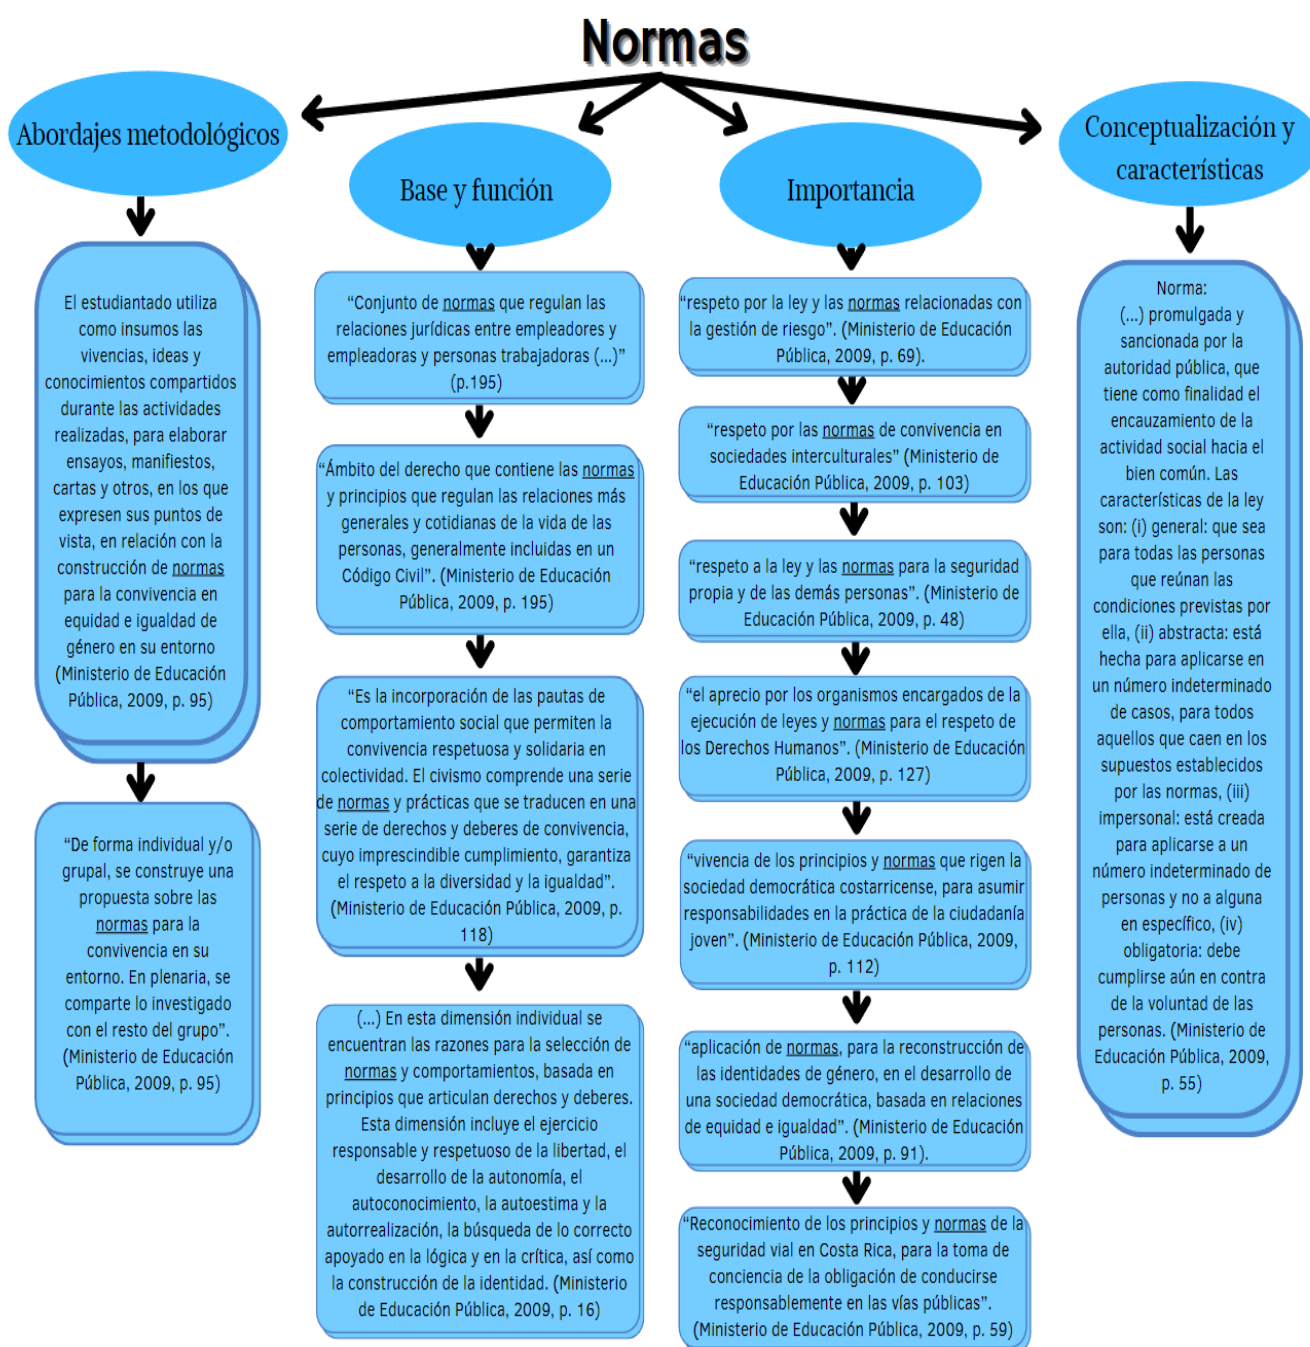 Normas
Abordajes metodológicos
El estudiantado utiliza
como insumos las
vivencias, ideas y
conocimientos compartidos
durante las actividades
realizadas, para elaborar
ensayos, manifiestos,
cartas y otros, en los que
expresen sus puntos de
vista, en relación con la
construcción de normas
para la convivencia en
equidad e igualdad de
género en su entorno
(Ministerio de Educación
Pública, 2009, p. 95)
“De forma individual y/o
grupal, se construye una
propuesta sobre las
normas para la
convivencia en su
entorno. En plenaria, se
comparte lo investigado
con el resto del grupo”.
(Ministerio de Educación
Pública, 2009, p. 95)
Base y función
“Conjunto de normas que regulan las
relaciones jurídicas entre empleadores y
empleadoras y personas trabajadoras (...)”
(p.195)
“Ámbito del derecho que contiene las normas
y principios que regulan las relaciones más
generales y cotidianas de la vida de las
personas, generalmente incluidas en un
Código Civil”. (Ministerio de Educación
Pública, 2009, p. 195)
“Es la incorporación de las pautas de
comportamiento social que permiten la
convivencia respetuosa y solidaria en
colectividad. El civismo comprende una serie
de normas y prácticas que se traducen en una
serie de derechos y deberes de convivencia,
cuyo imprescindible cumplimiento, garantiza
el respeto a la diversidad y la igualdad”.
(Ministerio de Educación Pública, 2009, p.
118)
(...) En esta dimensión individual se
encuentran las razones para la selección de
normas y comportamientos, basada en
principios que articulan derechos y deberes.
Esta dimensión incluye el ejercicio
responsable y respetuoso de la libertad, el
desarrollo de la autonomía, el
autoconocimiento, la autoestima y la
autorrealización, la búsqueda de lo correcto
apoyado en la lógica y en la crítica, así como
la construcción de la identidad. (Ministerio
de Educación Pública, 2009, p. 16)
Importancia
“respeto por la ley y las normas relacionadas con
la gestión de riesgo”. (Ministerio de Educación
Pública, 2009, p. 69).
“respeto por las normas de convivencia en
sociedades interculturales” (Ministerio de
Educación Pública, 2009, p. 103)
“respeto a la ley y las normas para la seguridad
propia y de las demás personas”. (Ministerio de
Educación Pública, 2009, p. 48)
“el aprecio por los organismos encargados de la
ejecución de leyes y normas para el respeto de
los Derechos Humanos”. (Ministerio de Educación
Pública, 2009, p. 127)
“vivencia de los principios y normas que rigen la
sociedad democrática costarricense, para asumir
responsabilidades en la práctica de la ciudadanía
joven”. (Ministerio de Educación Pública, 2009,
p. 112)
“aplicación de normas, para la reconstrucción de
las identidades de género, en el desarrollo de
una sociedad democrática, basada en relaciones
de equidad e igualdad”. (Ministerio de Educación
Pública, 2009, p. 91).
“Reconocimiento de los principios y normas de la
seguridad vial en Costa Rica, para la toma de
conciencia de la obligación de conducirse
responsablemente en las vías públicas”.
(Ministerio de Educación Pública, 2009, p. 59)
Conceptualización y
características
Norma:
(...) promulgada y
sancionada por la
autoridad pública, que
tiene como finalidad el
encauzamiento de la
actividad social hacia el
bien común. Las
características de la ley
son: (i) general: que sea
para todas las personas
que reúnan las
condiciones previstas por
ella, (ii) abstracta: está
hecha para aplicarse en
un número indeterminado
de casos, para todos
aquellos que caen en los
supuestos establecidos
por las normas, (iii)
impersonal: está creada
para aplicarse a un
número indeterminado de
personas y no a alguna
en específico, (iv)
obligatoria: debe
cumplirse aún en contra
de la voluntad de las
personas. (Ministerio de
Educación Pública, 2009,
p. 55)